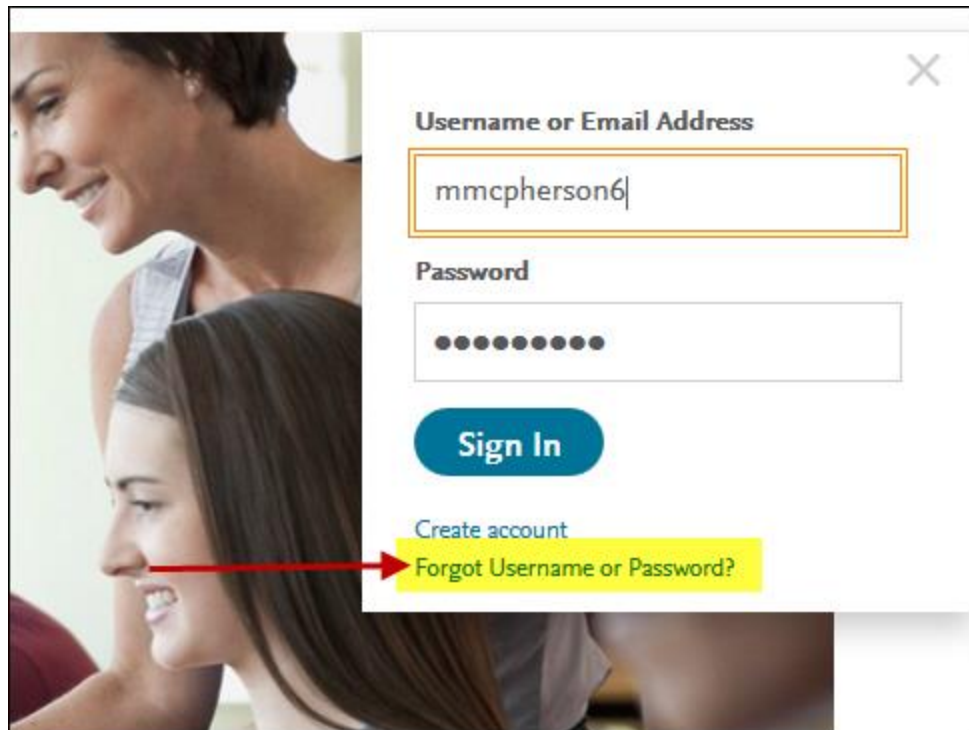 Username or Email Address
mmcpherson6
Password
●●●●●●●●●
Sign In
Create account
Forgot Username or Password?